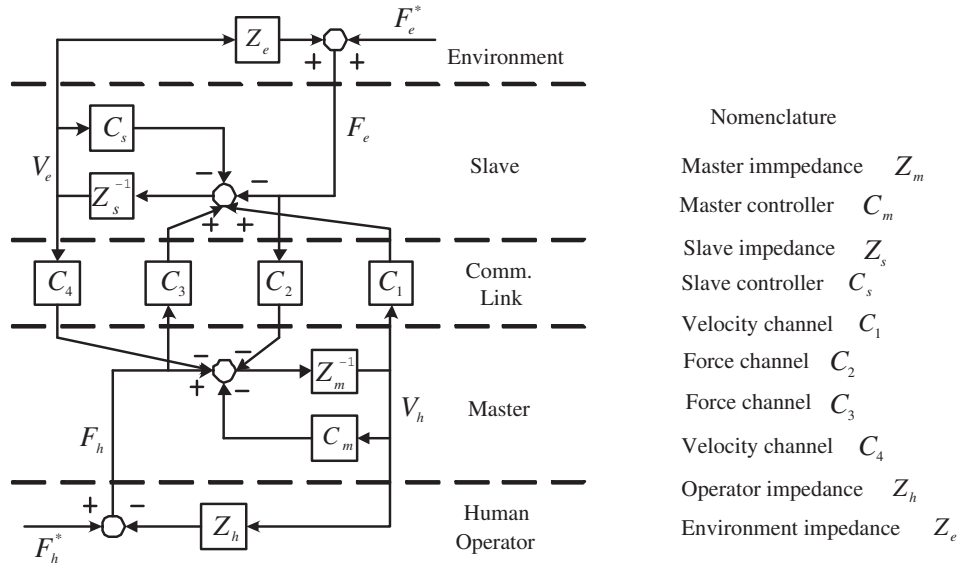 F_e^*
Z_e
+ +
Environment
C_s
F_e
V_e
− −
Slave
Z_s^{-1}
+ +
C_4 C_3 C_2 C_1
Comm.
Link
− −
Z_m^{-1}
+ −
V_h
Master
C_m
F_h
+ −
Z_h
Human
Operator
F_h^*
Nomenclature
Master immpedance Z_m
Master controller C_m
Slave impedance Z_s
Slave controller C_s
Velocity channel C_1
Force channel C_2
Force channel C_3
Velocity channel C_4
Operator impedance Z_h
Environment impedance Z_e